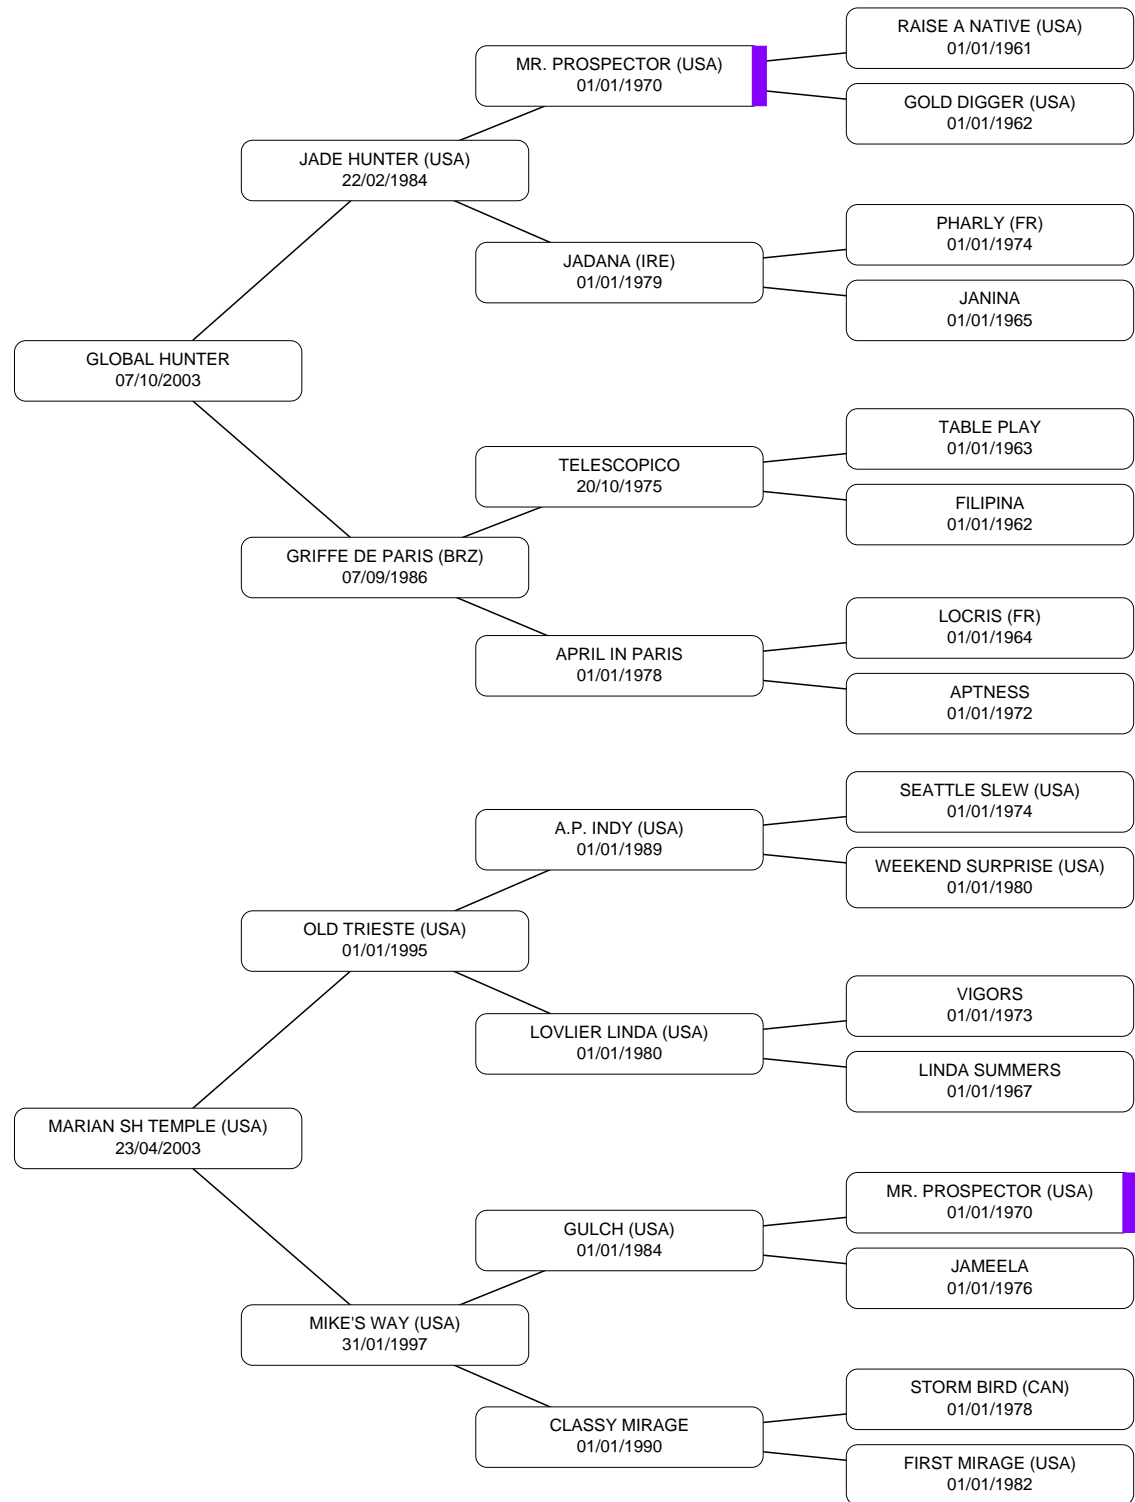 RAISE A NATIVE (USA)
01/01/1961
MR. PROSPECTOR (USA)
01/01/1970
GOLD DIGGER (USA)
01/01/1962
JADE HUNTER (USA)
22/02/1984
PHARLY (FR)
01/01/1974
JADANA (IRE)
01/01/1979
JANINA
01/01/1965
GLOBAL HUNTER
07/10/2003
TABLE PLAY
01/01/1963
TELESCOPICO
20/10/1975
FILIPINA
01/01/1962
GRIFFE DE PARIS (BRZ)
07/09/1986
LOCRIS (FR)
01/01/1964
APRIL IN PARIS
01/01/1978
APTNESS
01/01/1972
SEATTLE SLEW (USA)
01/01/1974
A.P. INDY (USA)
01/01/1989
WEEKEND SURPRISE (USA)
01/01/1980
OLD TRIESTE (USA)
01/01/1995
VIGORS
01/01/1973
LOVLIER LINDA (USA)
01/01/1980
LINDA SUMMERS
01/01/1967
MARIAN SH TEMPLE (USA)
23/04/2003
MR. PROSPECTOR (USA)
01/01/1970
GULCH (USA)
01/01/1984
JAMEELA
01/01/1976
MIKE'S WAY (USA)
31/01/1997
STORM BIRD (CAN)
01/01/1978
CLASSY MIRAGE
01/01/1990
FIRST MIRAGE (USA)
01/01/1982